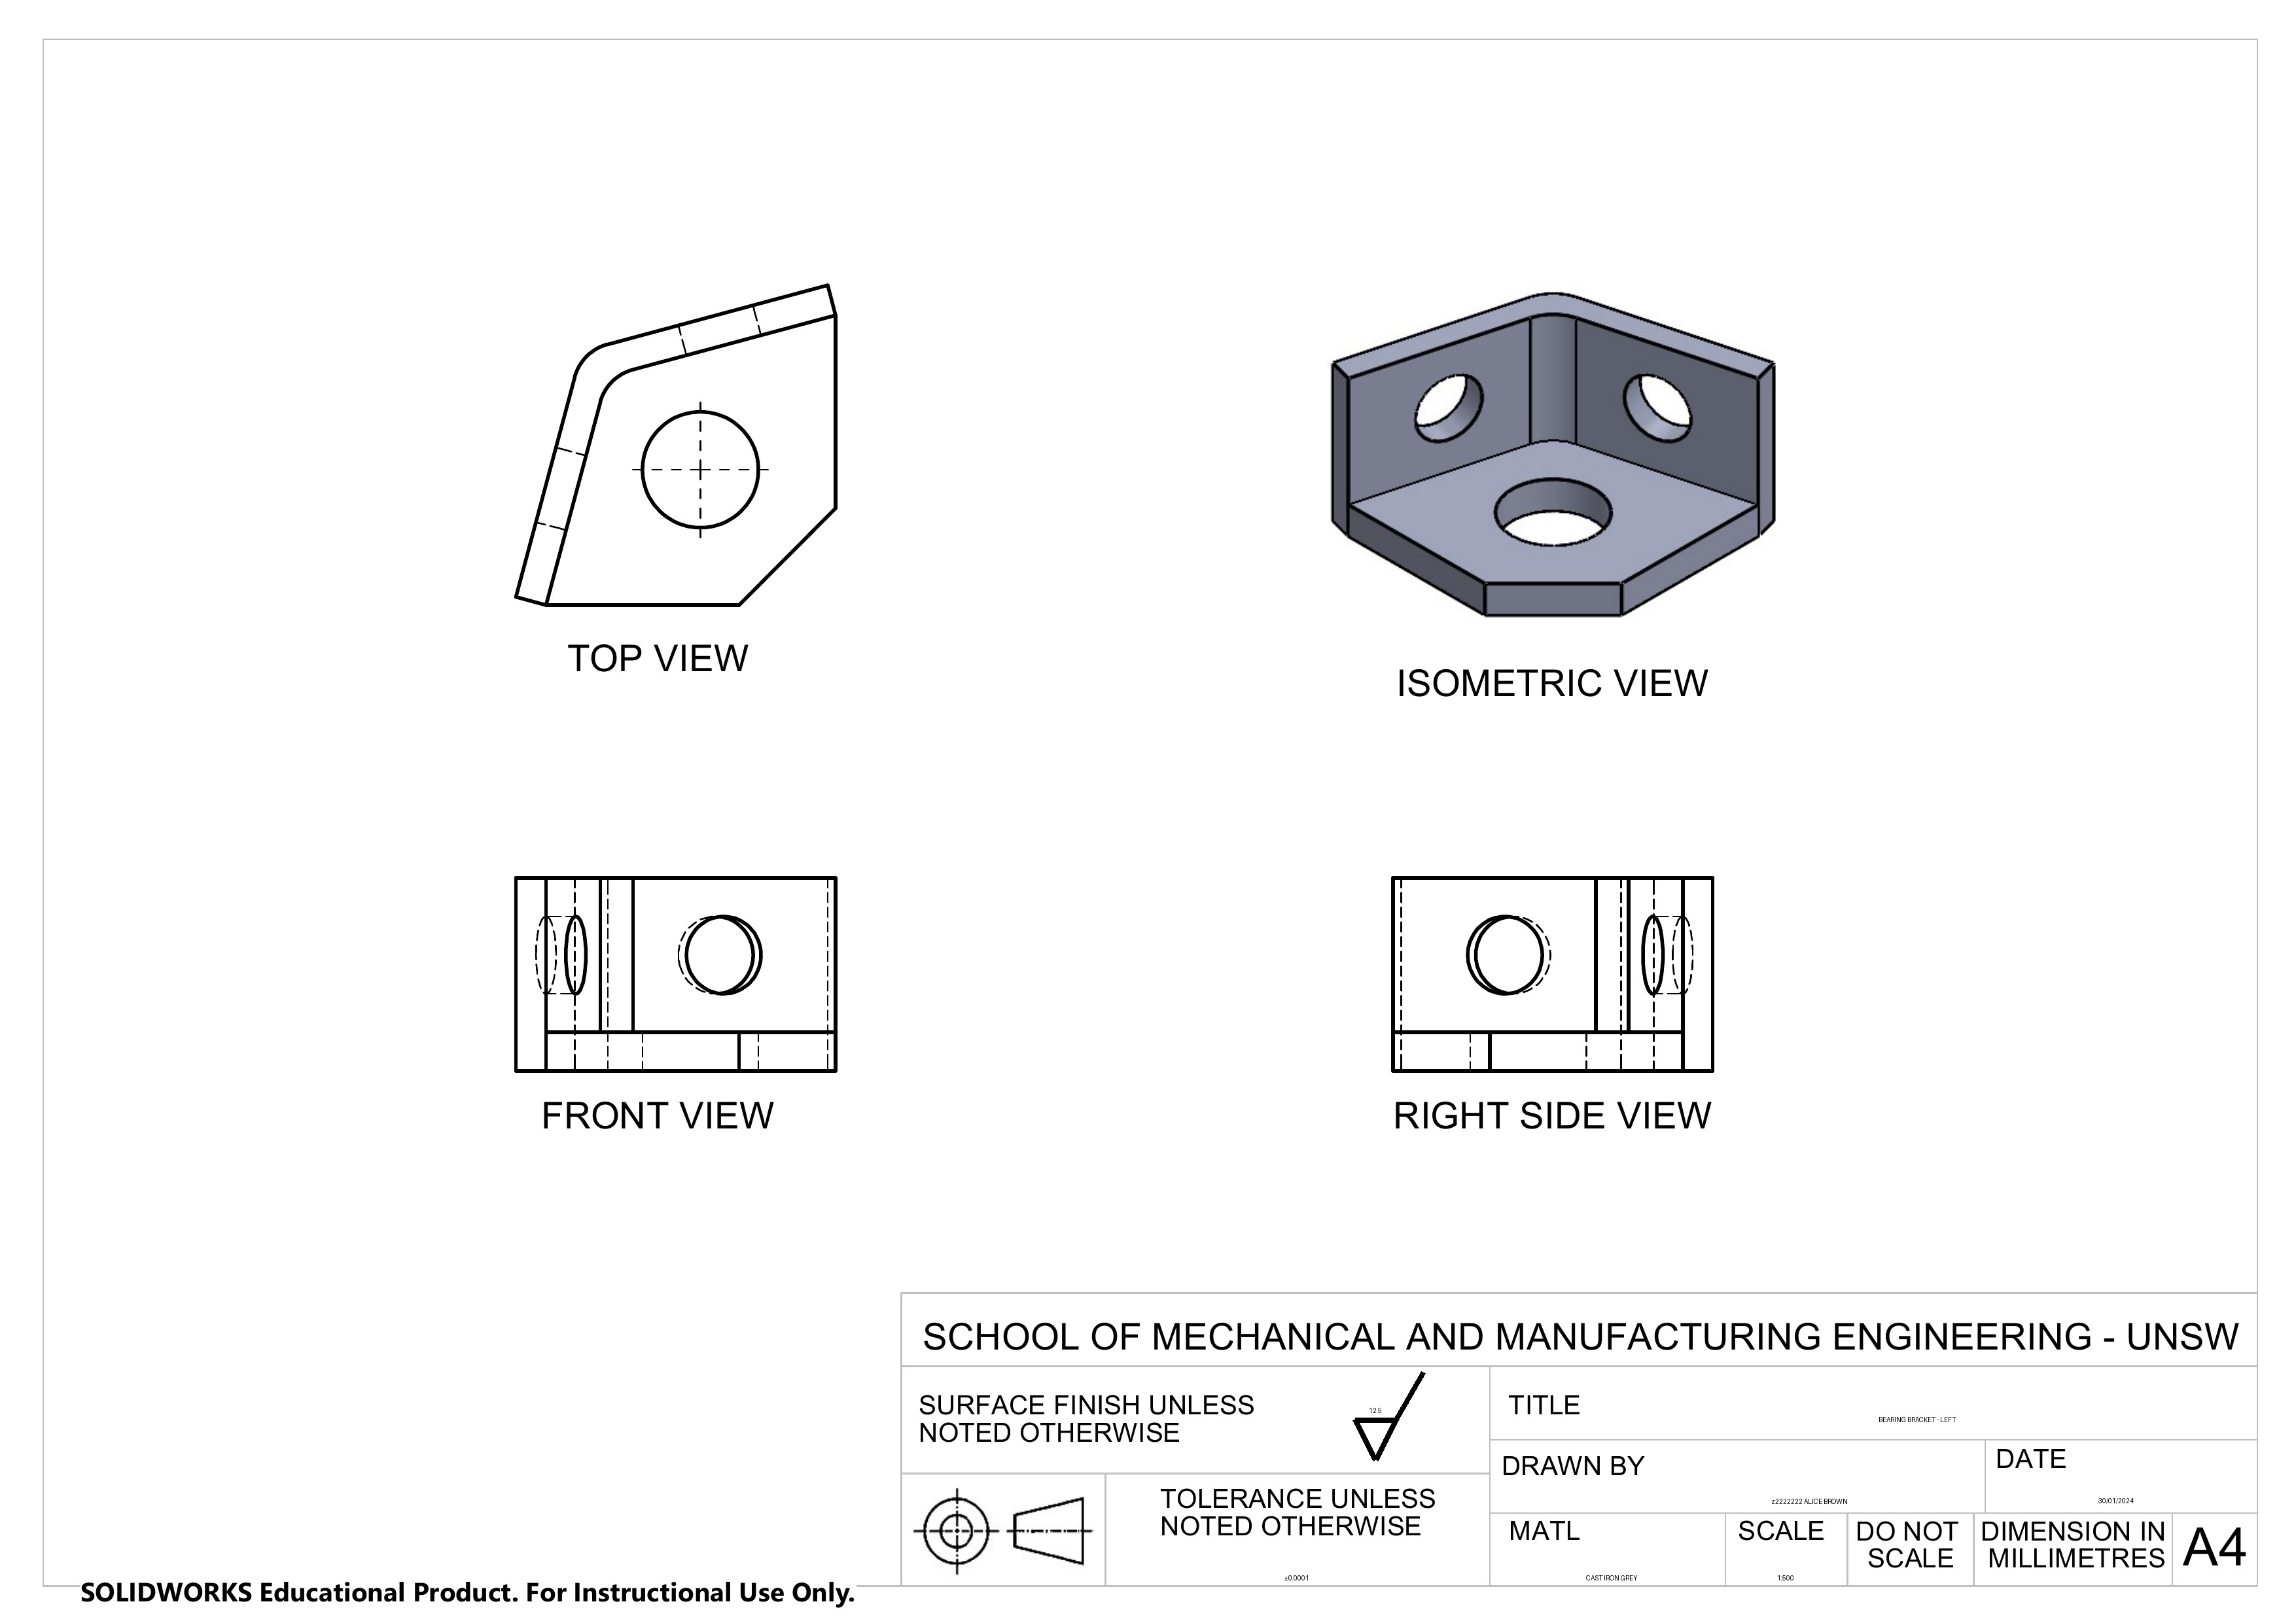 TOP VIEW
ISOMETRIC VIEW
FRONT VIEW
RIGHT SIDE VIEW
SCHOOL OF MECHANICAL AND MANUFACTURING ENGINEERING - UNSW
SURFACE FINISH UNLESS
NOTED OTHERWISE
12.5
TITLE
BEARING BRACKET - LEFT
DRAWN BY
z2222222 ALICE BROWN
DATE
30/01/2024
TOLERANCE UNLESS
NOTED OTHERWISE
±0.0001
MATL
CAST IRON GREY
SCALE
1:500
DO NOT
SCALE
DIMENSION IN
MILLIMETRES
A4
SOLIDWORKS Educational Product. For Instructional Use Only.